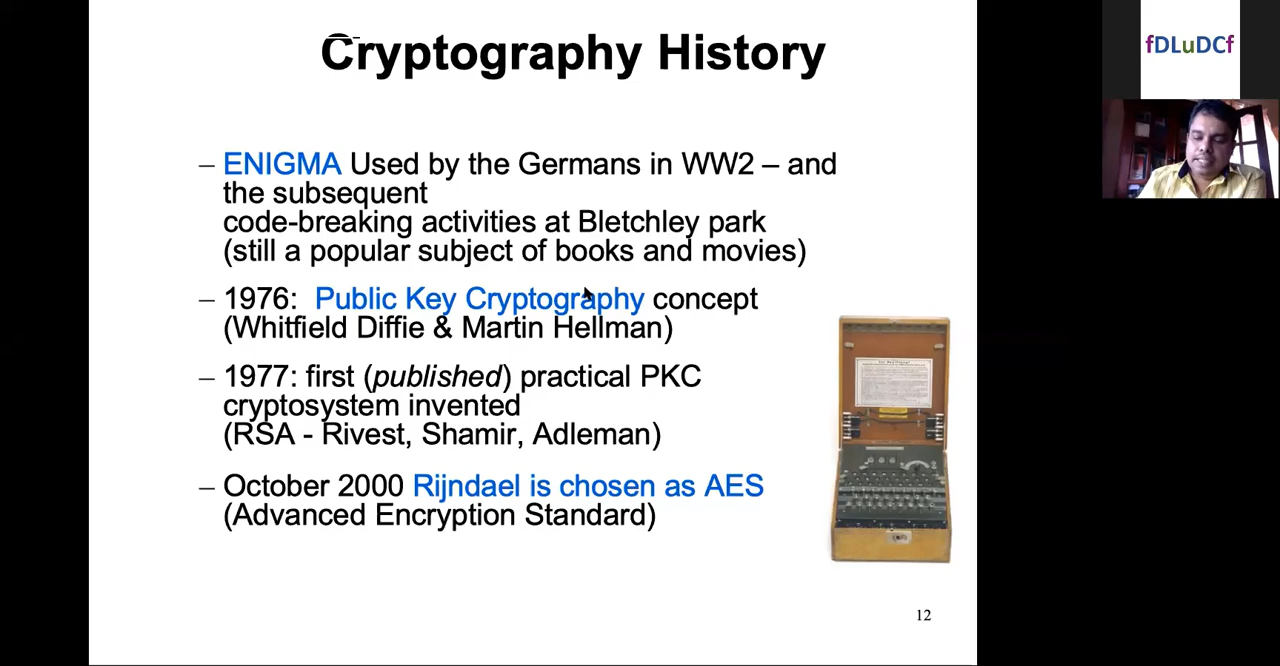 Cryptography History
fDLuDCf
– ENIGMA Used by the Germans in WW2 – and
the subsequent
code-breaking activities at Bletchley park
(still a popular subject of books and movies)
– 1976: Public Key Cryptography concept
(Whitfield Diffie & Martin Hellman)
– 1977: first (published) practical PKC
cryptosystem invented
(RSA - Rivest, Shamir, Adleman)
– October 2000 Rijndael is chosen as AES
(Advanced Encryption Standard)
12